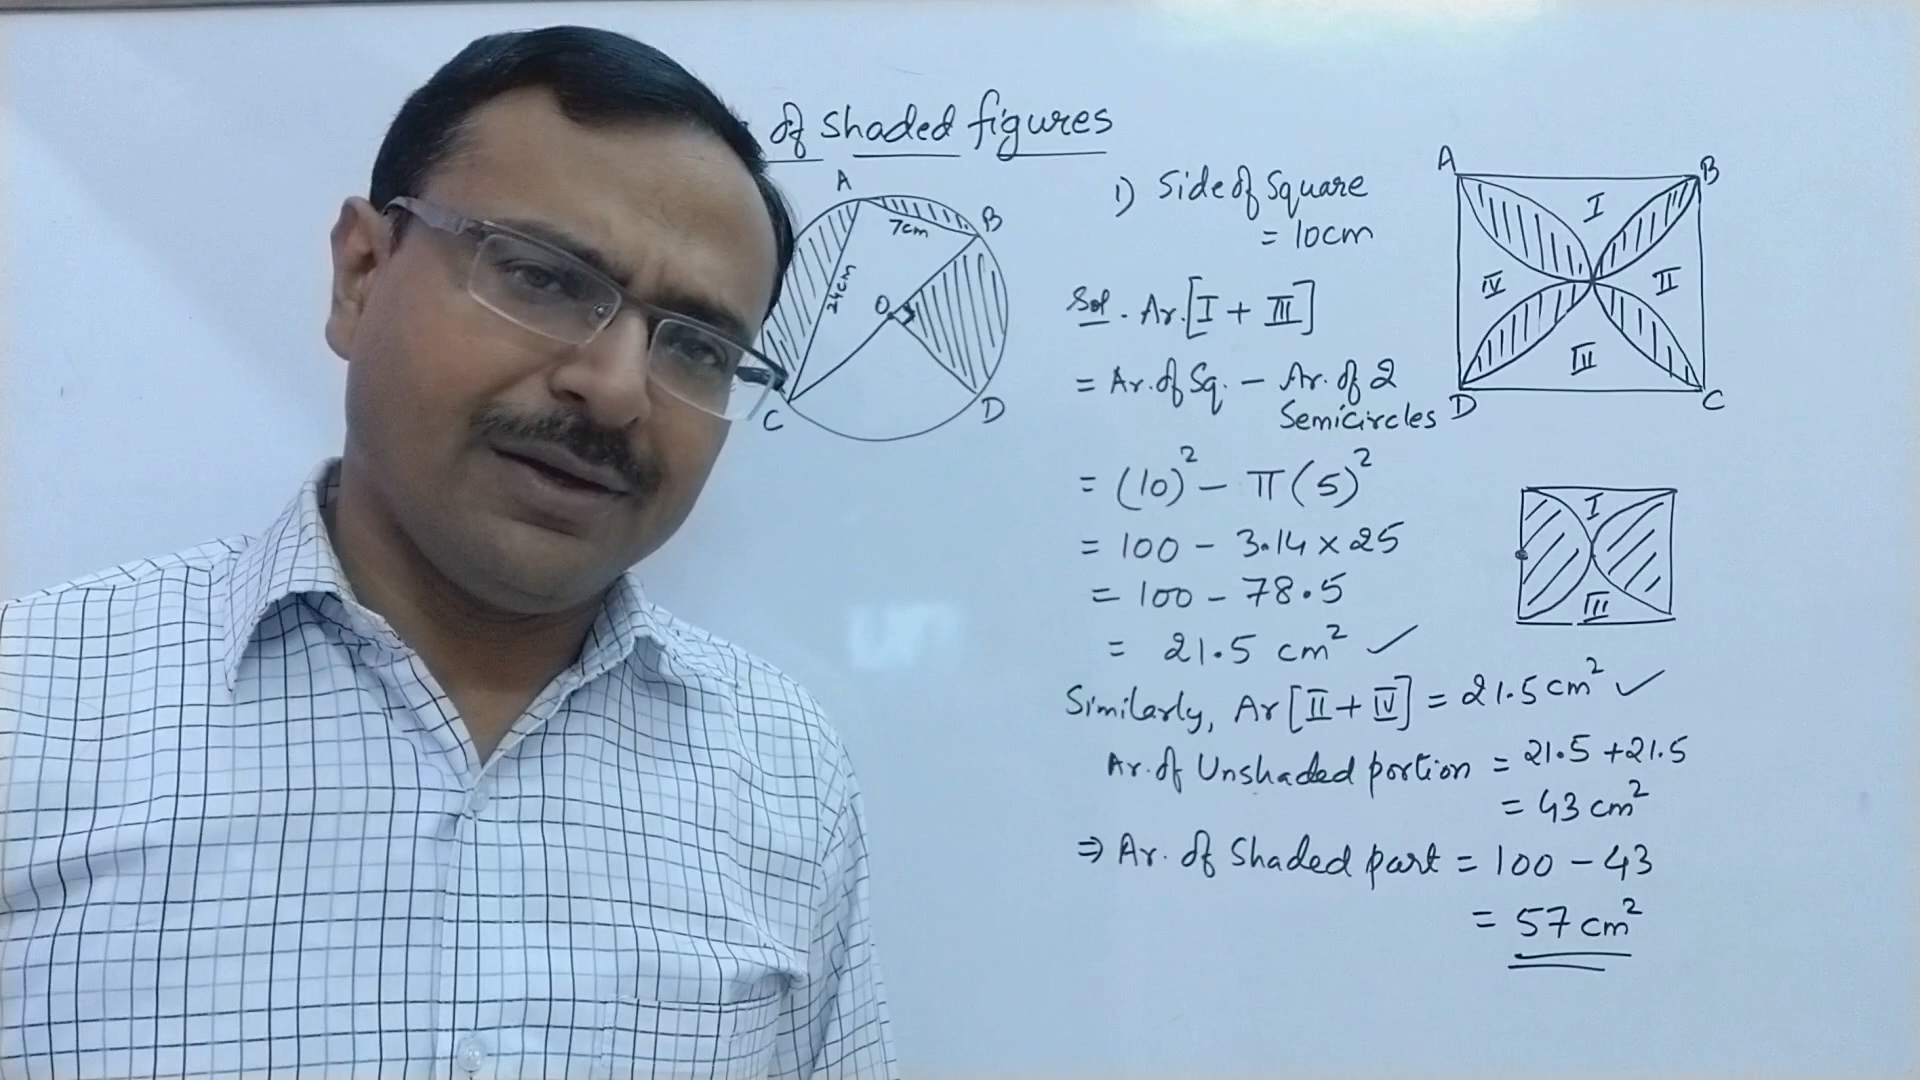 of shaded figures
A
B
7cm
24cm
O
C
D
1) Side of Square
= 10cm
Sol. Ar.[I + III]
= Ar. of Sq. - Ar. of 2
Semicircles
= (10)² - π(5)²
= 100 - 3.14 × 25
= 100 - 78.5
= 21.5 cm² ✓
Similarly, Ar [II + IV] = 21.5 cm² ✓
Ar. of Unshaded portion = 21.5 + 21.5
= 43 cm²
⇒ Ar. of Shaded part = 100 - 43
= 57 cm²
A
B
I
IV
II
III
D
C
I
III